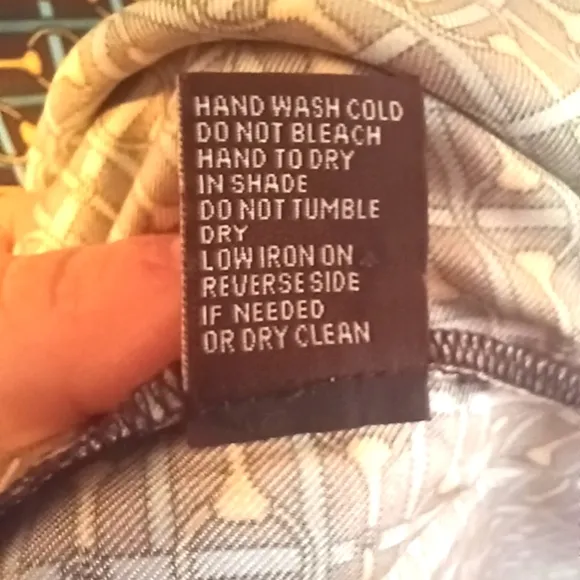 HAND WASH COLD
DO NOT BLEACH
HAND TO DRY
IN SHADE
DO NOT TUMBLE
DRY
LOW IRON ON
REVERSE SIDE
IF NEEDED
OR DRY CLEAN